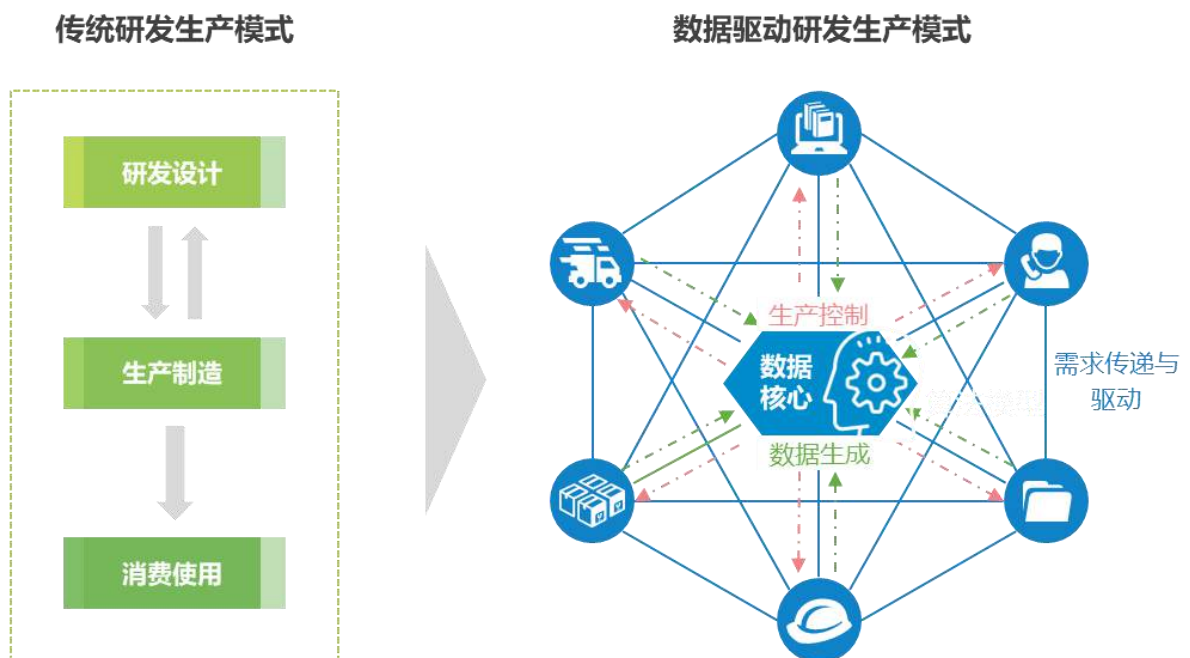 传统研发生产模式
数据驱动研发生产模式
研发设计
生产制造
消费使用
生产控制
数据
核心
数据生成
需求传递与
驱动